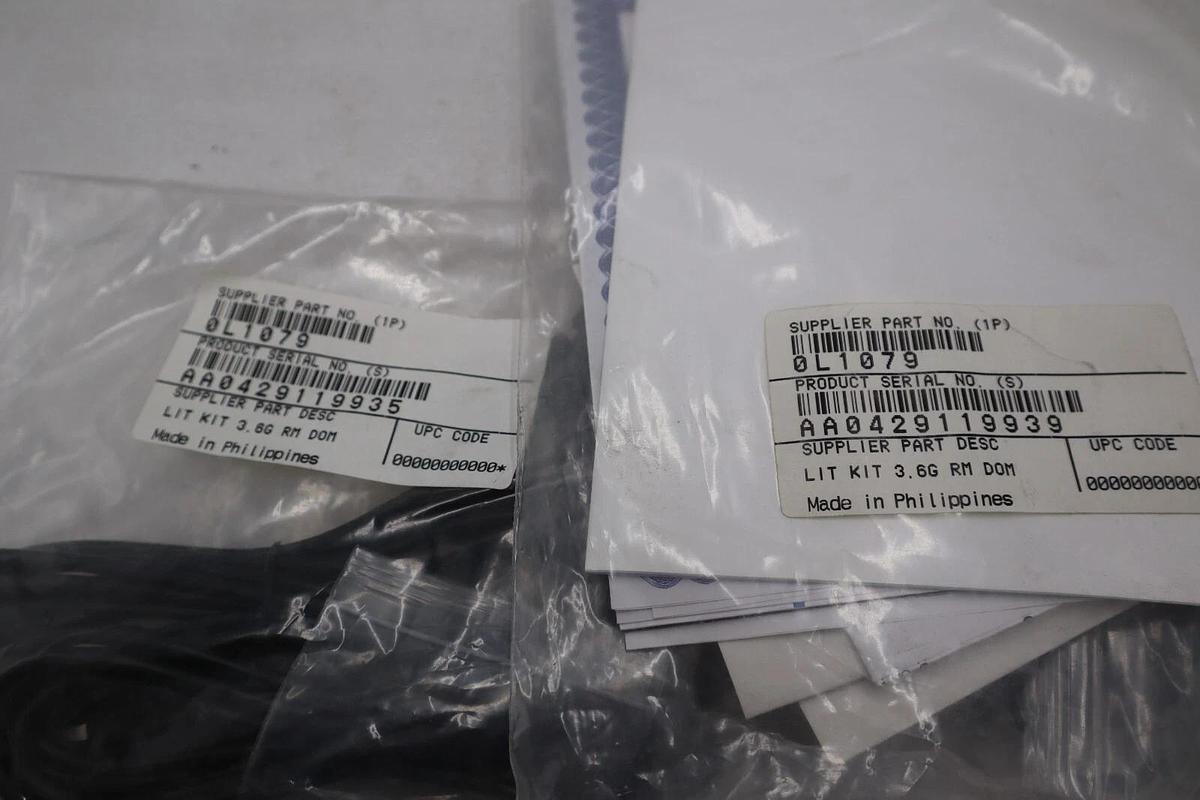 SUPPLIER PART NO. (1P)
0L1079
PRODUCT SERIAL NO. (S)
AA0429119935
SUPPLIER PART DESC
LIT KIT 3.6G RM DOM
Made in Philippines
UPC CODE
00000000000*
SUPPLIER PART NO. (1P)
0L1079
PRODUCT SERIAL NO. (S)
AA0429119939
SUPPLIER PART DESC
LIT KIT 3.6G RM DOM
Made in Philippines
UPC CODE
00000000000